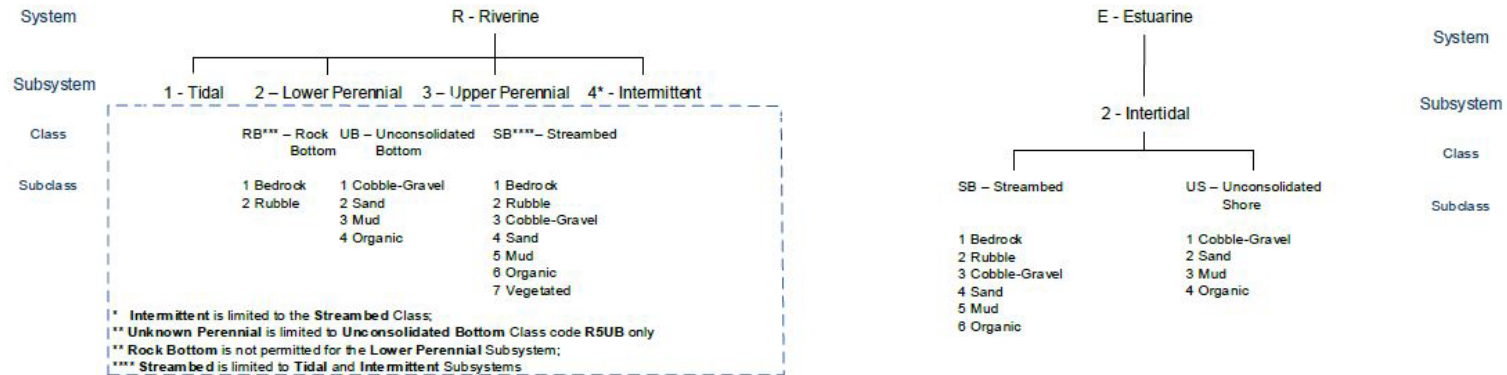 System
R - Riverine
Subsystem
1 - Tidal 2 – Lower Perennial 3 – Upper Perennial 4* - Intermittent
Class
RB*** – Rock Bottom
UB – Unconsolidated Bottom
SB****– Streambed
Subclass
1 Bedrock
2 Rubble
1 Cobble-Gravel
2 Sand
3 Mud
4 Organic
1 Bedrock
2 Rubble
3 Cobble-Gravel
4 Sand
5 Mud
6 Organic
7 Vegetated
* Intermittent is limited to the Streambed Class;
** Unknown Perennial is limited to Unconsolidated Bottom Class code R5UB only
** Rock Bottom is not permitted for the Lower Perennial Subsystem;
**** Streambed is limited to Tidal and Intermittent Subsystems
E - Estuarine
System
Subsystem
2 - Intertidal
Class
SB – Streambed
US – Unconsolidated
Shore
Subclass
1 Bedrock
2 Rubble
3 Cobble-Gravel
4 Sand
5 Mud
6 Organic
1 Cobble-Gravel
2 Sand
3 Mud
4 Organic